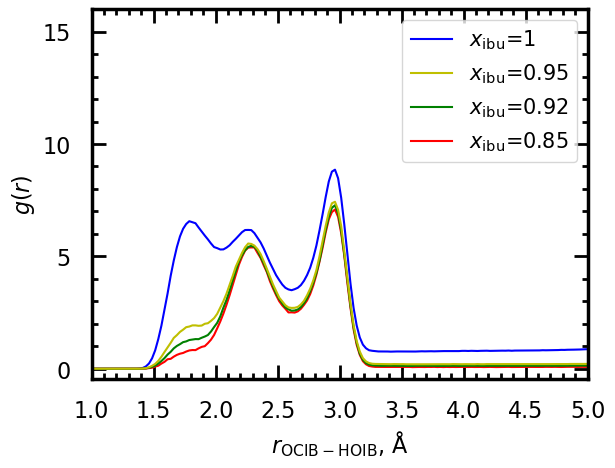 15
10
5
0
g(r)
x_ibu=1
x_ibu=0.95
x_ibu=0.92
x_ibu=0.85
1.0 1.5 2.0 2.5 3.0 3.5 4.0 4.5 5.0
r_OCIB−HOIB, Å